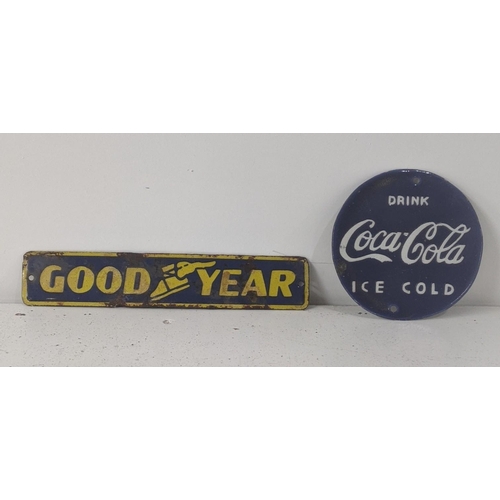 GOOD YEAR
DRINK
Coca-Cola
ICE COLD